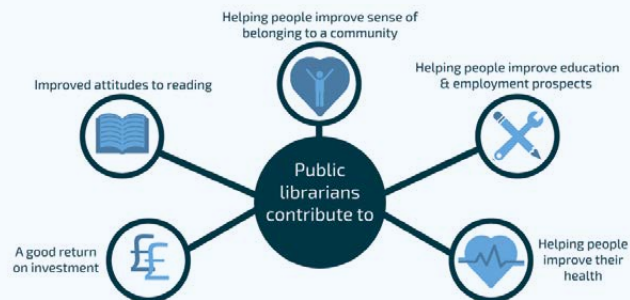 Helping people improve sense of
belonging to a community
Improved attitudes to reading
Helping people improve education
& employment prospects
Public
librarians
contribute to
A good return
on investment
££
Helping people
improve their
health